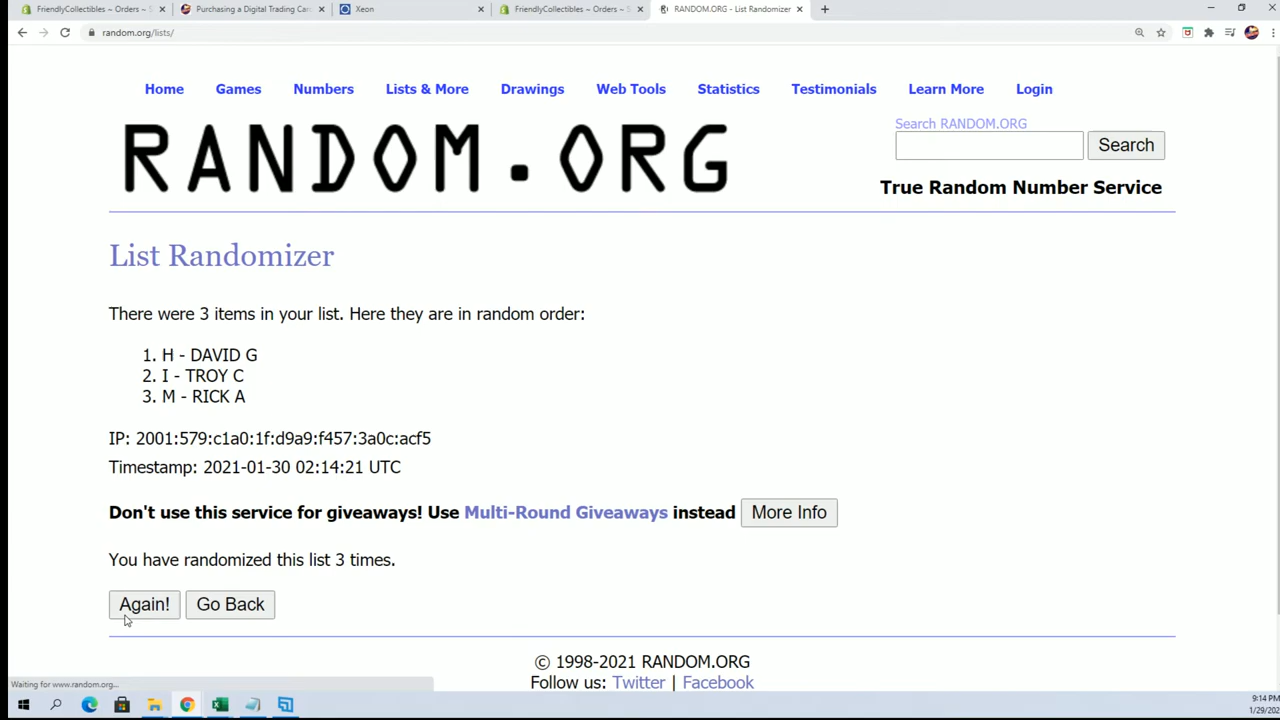 FriendlyCollectibles ~ Orders ~ S
Purchasing a Digital Trading Car
Xeon
FriendlyCollectibles ~ Orders ~ S
RANDOM.ORG - List Randomizer
random.org/lists/
Home Games Numbers Lists & More Drawings Web Tools Statistics Testimonials Learn More Login
RANDOM.ORG
Search RANDOM.ORG
Search
True Random Number Service
List Randomizer
There were 3 items in your list. Here they are in random order:
1. H - DAVID G
2. I - TROY C
3. M - RICK A
IP: 2001:579:c1a0:1f:d9a9:f457:3a0c:acf5
Timestamp: 2021-01-30 02:14:21 UTC
Don't use this service for giveaways! Use Multi-Round Giveaways instead More Info
You have randomized this list 3 times.
Again! Go Back
© 1998-2021 RANDOM.ORG
Follow us: Twitter | Facebook
Waiting for www.random.org...
9:14 PM
1/29/202